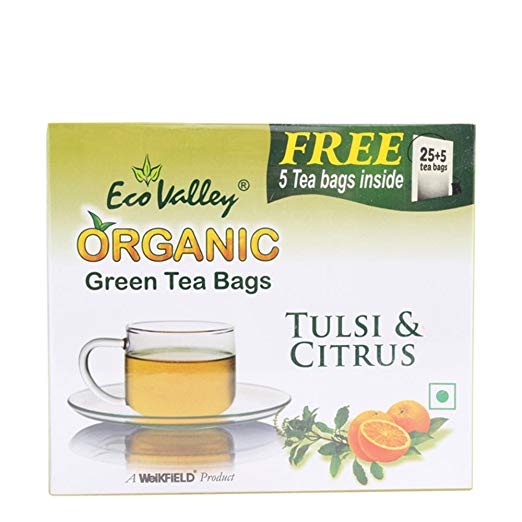 FREE
5 Tea bags inside
25+5
tea bags
Eco Valley®
ORGANIC
Green Tea Bags
TULSI &
CITRUS
A WeiKFiELD® Product